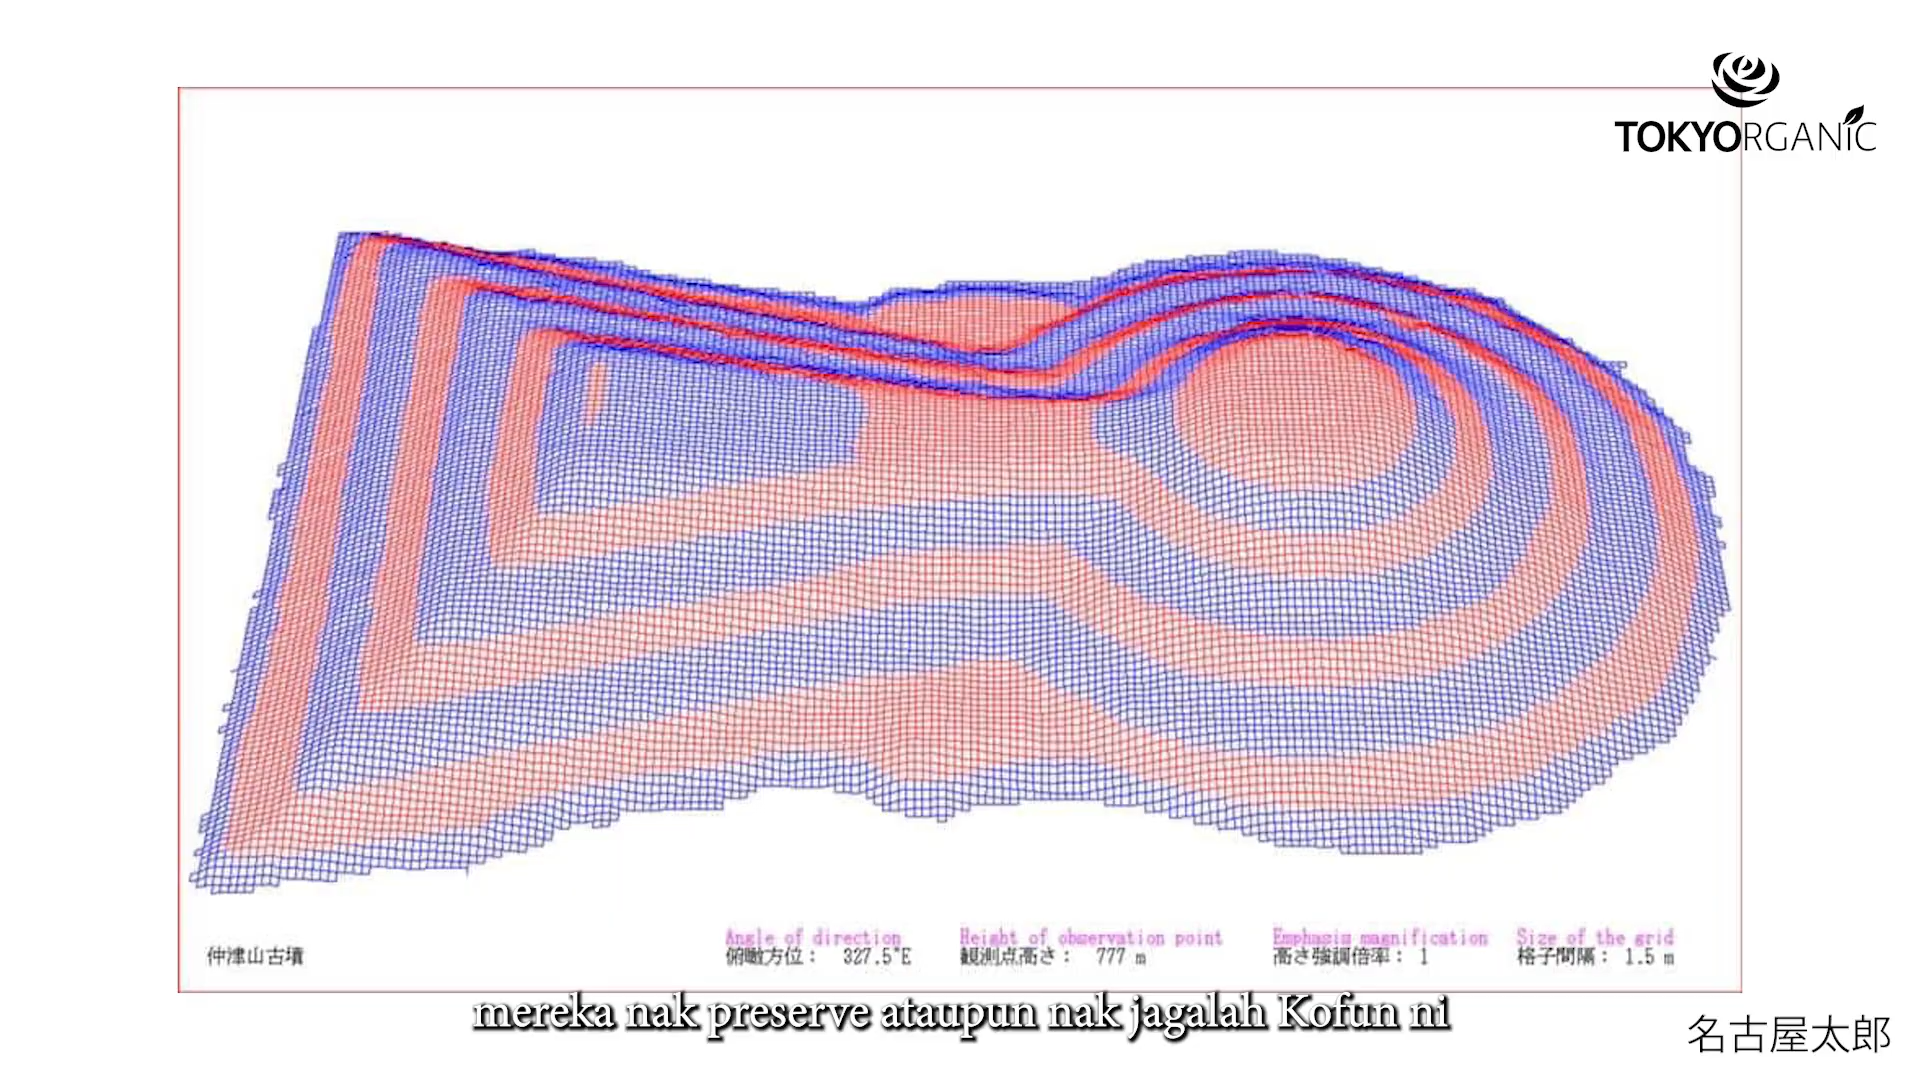 TOKYORGANIC
Angle of direction Height of observation point Emphasis magnification Size of the grid
仲津山古墳 俯瞰方位： 327.5°E 観測点高さ： 777 m 高さ強調倍率： 1 格子間隔： 1.5 m
mereka nak preserve ataupun nak jagalah Kofun ni
名古屋太郎